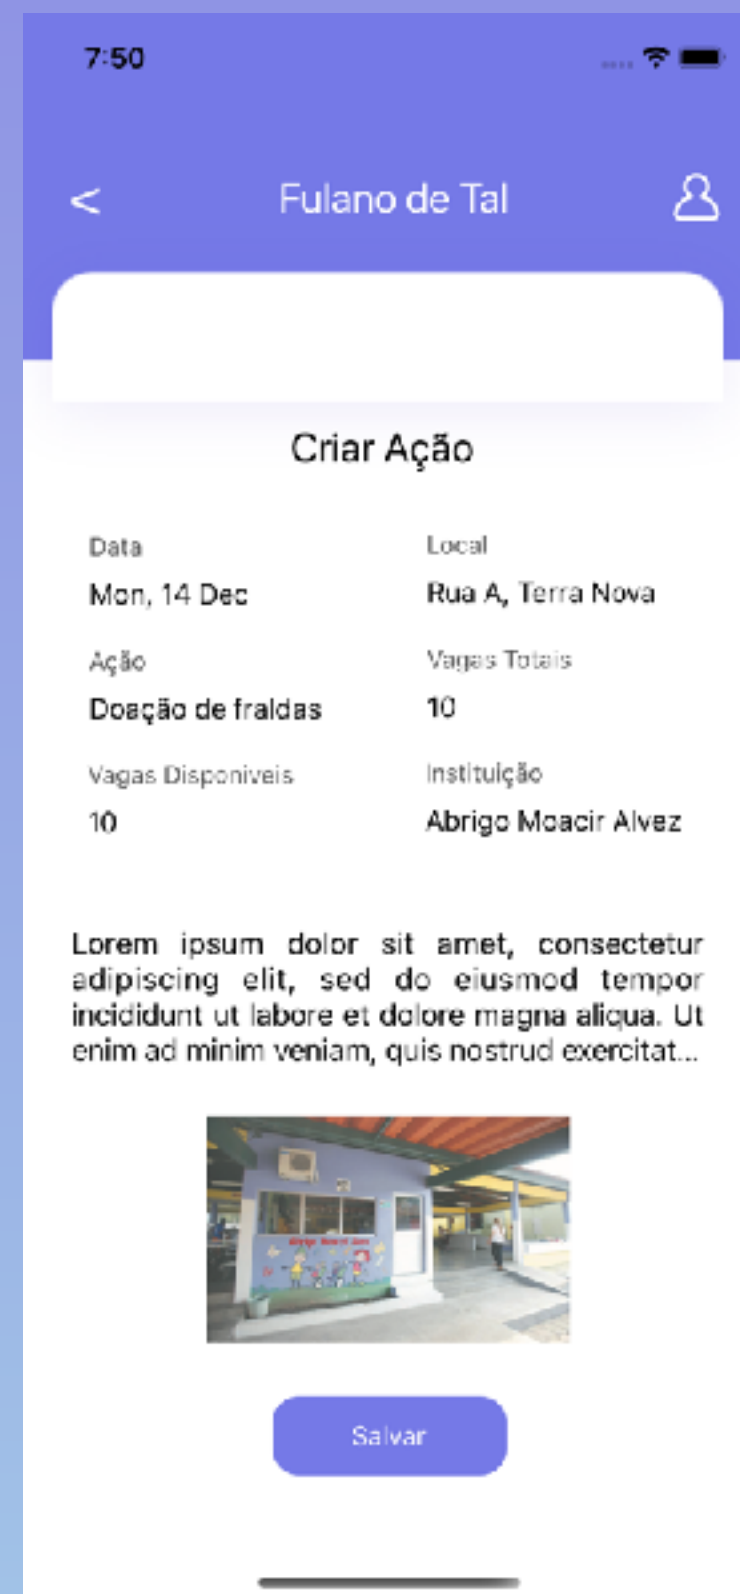 7:50
< Fulano de Tal
Criar Ação
Data
Local
Mon, 14 Dec
Rua A, Terra Nova
Ação
Vagas Totais
Doação de fraldas
10
Vagas Disponiveis
Instituição
10
Abrigo Moacir Alvez
Lorem ipsum dolor sit amet, consectetur
adipiscing elit, sed do eiusmod tempor
incididunt ut labore et dolore magna aliqua. Ut
enim ad minim veniam, quis nostrud exercitat...
Salvar